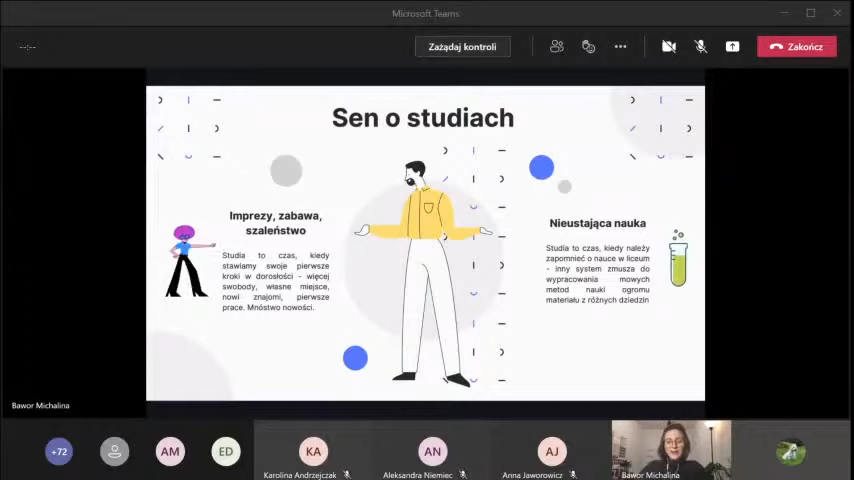 Microsoft Teams
--:--
Zażądaj kontroli
Zakończ
Sen o studiach
Imprezy, zabawa,
szaleństwo
Studia to czas, kiedy
stawiamy swoje pierwsze
kroki w dorosłości - więcej
swobody, własne miejsce,
nowi znajomi, pierwsze
prace. Mnóstwo nowości.
Nieustająca nauka
Studia to czas, kiedy należy
zapomnieć o nauce w liceum
- inny system zmusza do
wypracowania mowych
metod nauki ogromu
materiału z różnych dziedzin
Bawor Michalina
+72
AM
ED
KA
Karolina Andrzejczak
AN
Aleksandra Niemiec
AJ
Anna Jaworowicz
Bawor Michalina